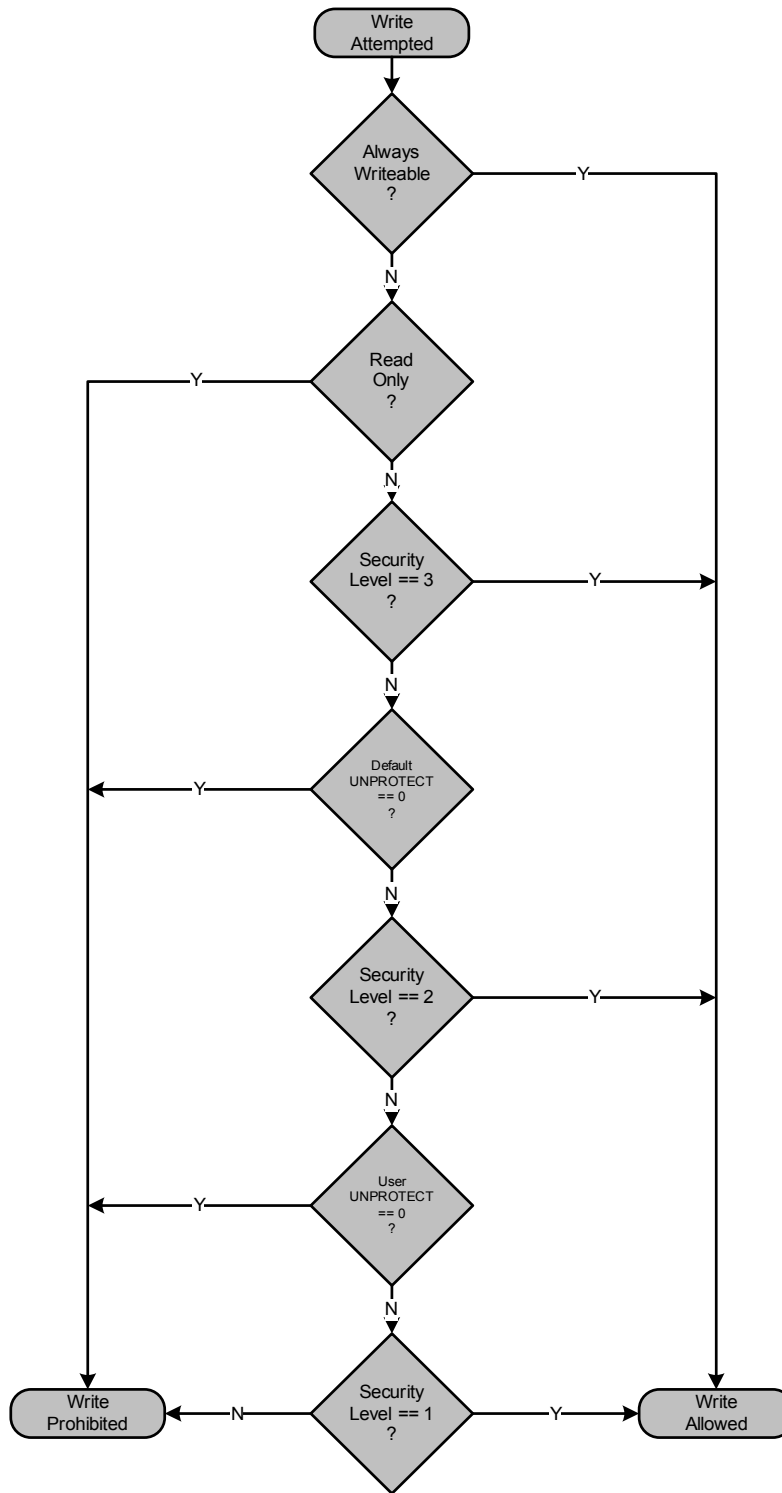 Write
Attempted
Always
Writeable
?
Y
N
Read
Only
?
Y
N
Security
Level == 3
?
Y
N
Default
UNPROTECT
== 0
?
Y
N
Security
Level == 2
?
Y
N
User
UNPROTECT
== 0
?
Y
N
Write
Prohibited
N
Security
Level == 1
?
Y
Write
Allowed